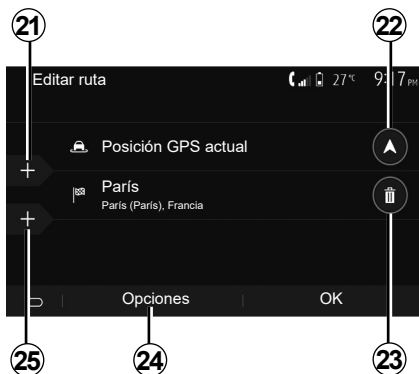 21
22
Editar ruta
27°C 9:17 PM
Posición GPS actual
+
París
París (París), Francia
+
Opciones
OK
25
24
23